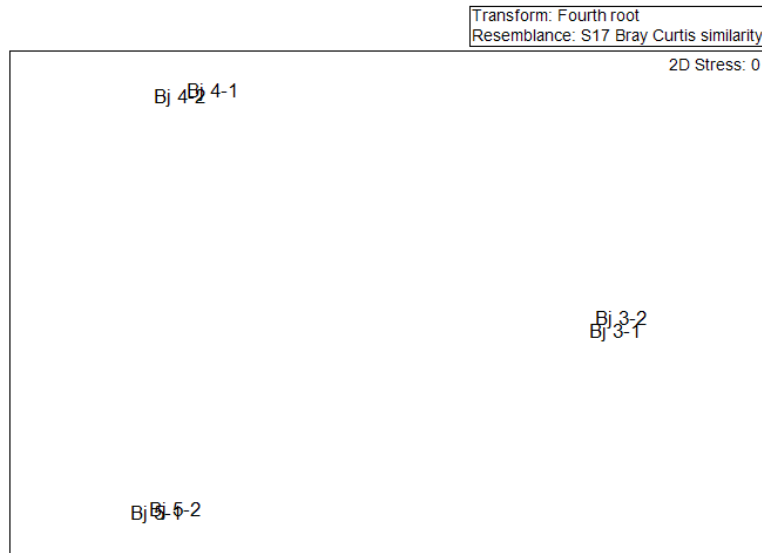 Transform: Fourth root
Resemblance: S17 Bray Curtis similarity
2D Stress: 0
Bj 4-2
Bj 4-1
Bj 3-2
Bj 3-1
Bj 5-1
Bj 5-2